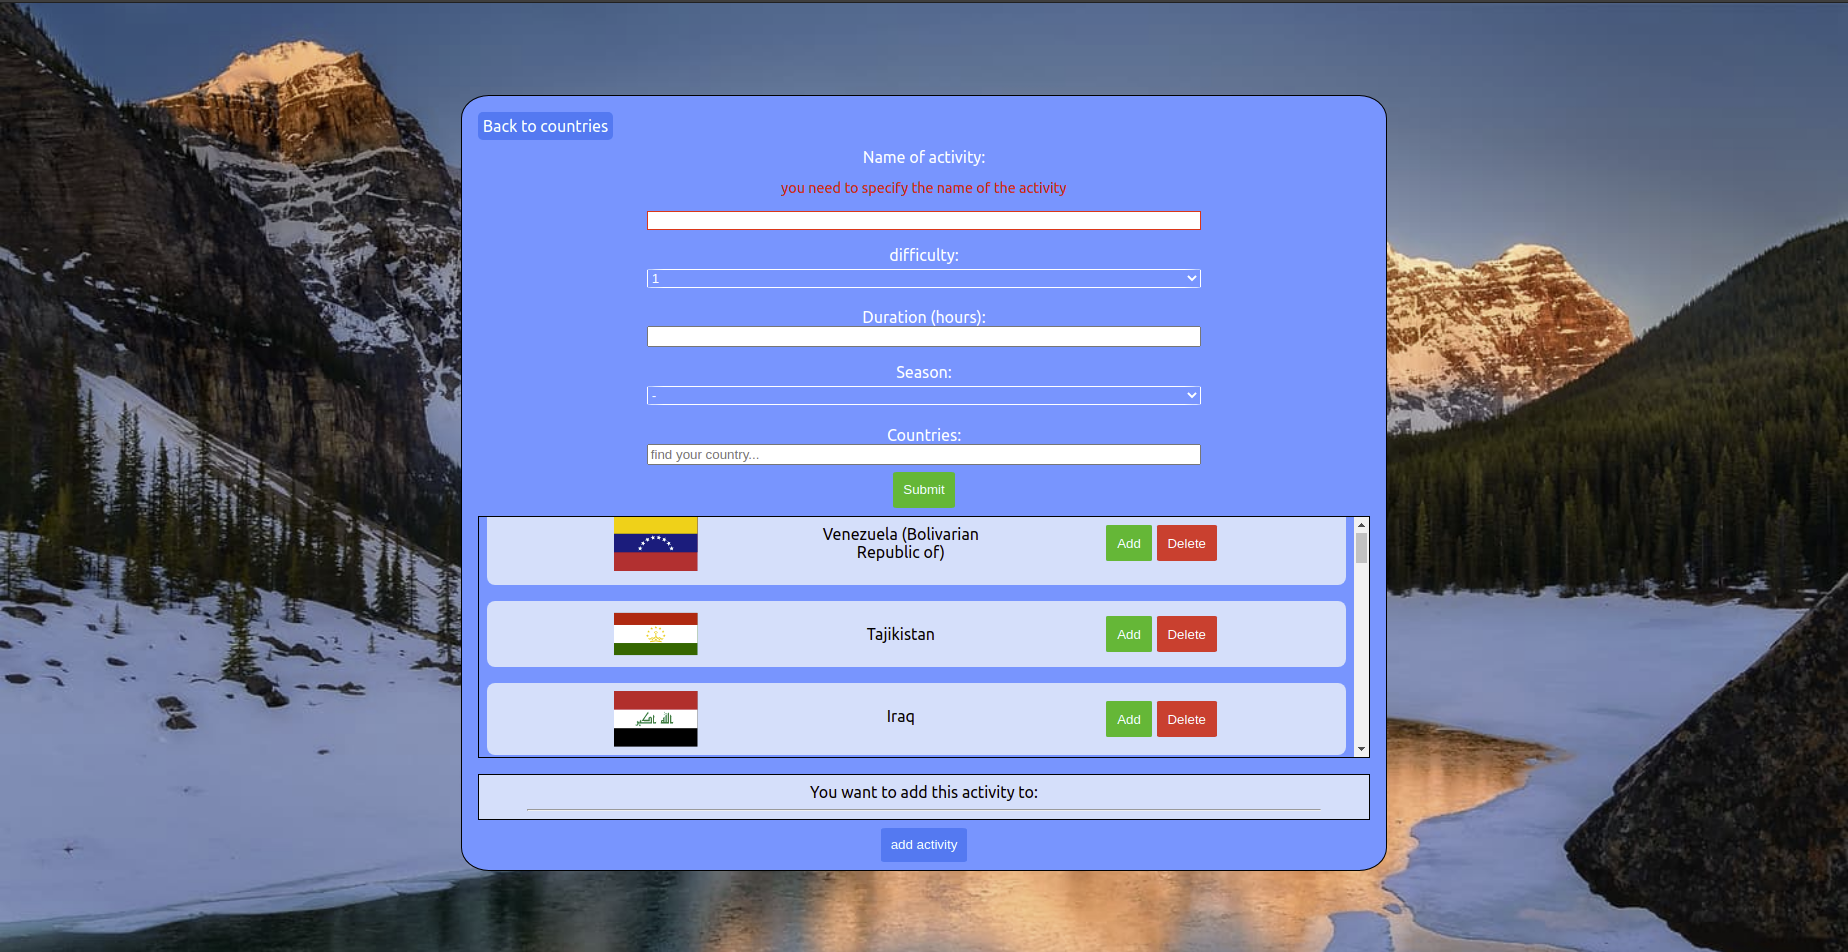 Back to countries
Name of activity:
you need to specify the name of the activity
difficulty:
1
Duration (hours):
Season:
-
Countries:
find your country...
Submit
Venezuela (Bolivarian
Republic of)
Add Delete
Tajikistan
Add Delete
الله اكبر
Iraq
Add Delete
You want to add this activity to:
add activity